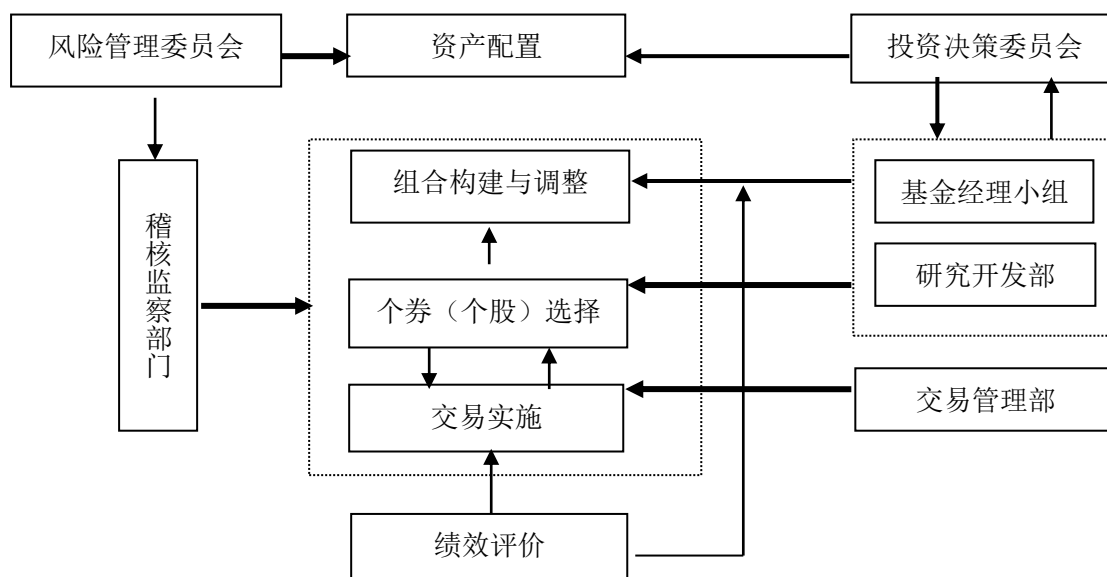 风险管理委员会
资产配置
投资决策委员会
组合构建与调整
基金经理小组
稽核监察部门
研究开发部
个券（个股）选择
交易实施
交易管理部
绩效评价